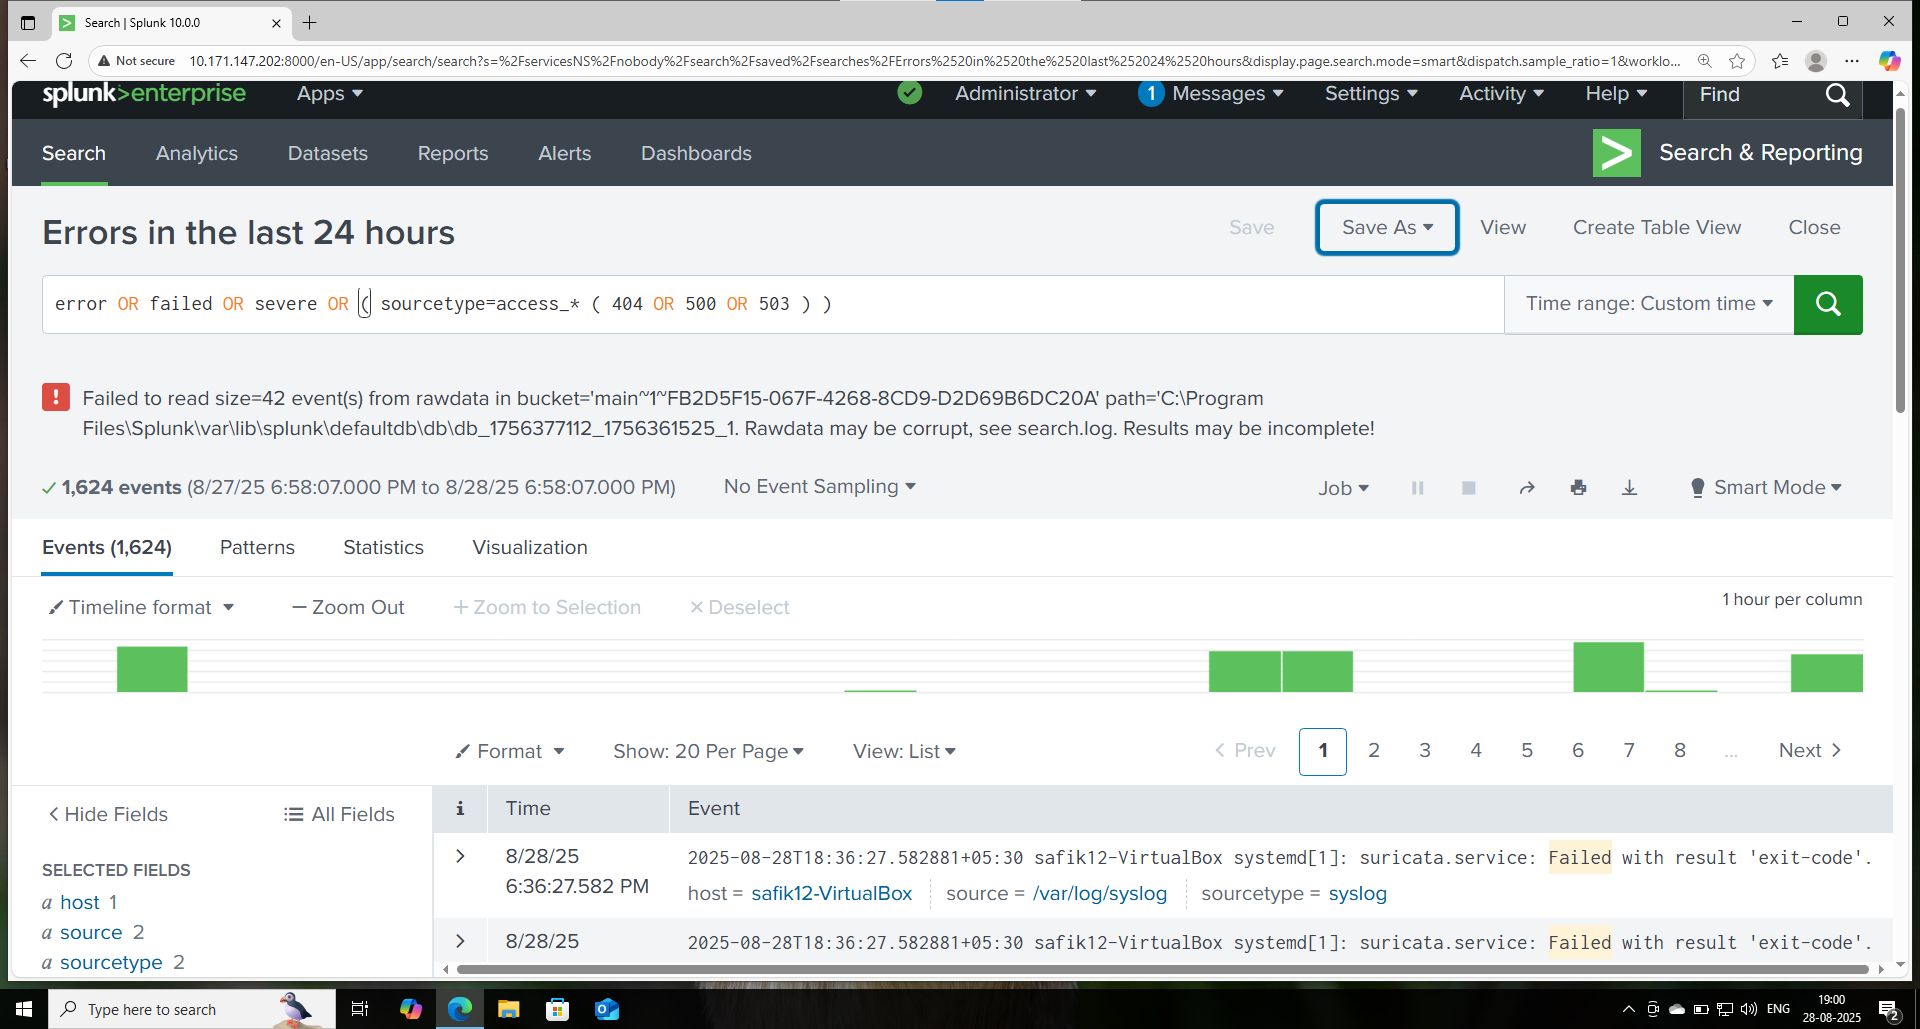 Search | Splunk 10.0.0
Not secure 10.171.147.202:8000/en-US/app/search/search?s=%2FservicesNS%2Fnobody%2Fsearch%2Fsaved%2Fsearches%2FErrors%2520in%2520the%2520last%252024%2520hours&display.page.search.mode=smart&dispatch.sample_ratio=1&worklo...
splunk>enterprise Apps Administrator 1 Messages Settings Activity Help Find
Search Analytics Datasets Reports Alerts Dashboards Search & Reporting
Errors in the last 24 hours Save Save As View Create Table View Close
error OR failed OR severe OR ( sourcetype=access_* ( 404 OR 500 OR 503 ) ) Time range: Custom time
Failed to read size=42 event(s) from rawdata in bucket='main~1~FB2D5F15-067F-4268-8CD9-D2D69B6DC20A' path='C:\Program
Files\Splunk\var\lib\splunk\defaultdb\db\db_1756377112_1756361525_1. Rawdata may be corrupt, see search.log. Results may be incomplete!
1,624 events (8/27/25 6:58:07.000 PM to 8/28/25 6:58:07.000 PM) No Event Sampling Job Smart Mode
Events (1,624) Patterns Statistics Visualization
Timeline format — Zoom Out + Zoom to Selection × Deselect 1 hour per column
Format Show: 20 Per Page View: List < Prev 1 2 3 4 5 6 7 8 ... Next >
< Hide Fields All Fields i Time Event
SELECTED FIELDS
a host 1
a source 2
a sourcetype 2
> 8/28/25
6:36:27.582 PM
2025-08-28T18:36:27.582881+05:30 safik12-VirtualBox systemd[1]: suricata.service: Failed with result 'exit-code'.
host = safik12-VirtualBox source = /var/log/syslog sourcetype = syslog
> 8/28/25 2025-08-28T18:36:27.582881+05:30 safik12-VirtualBox systemd[1]: suricata.service: Failed with result 'exit-code'.
Type here to search ENG 19:00
28-08-2025 2